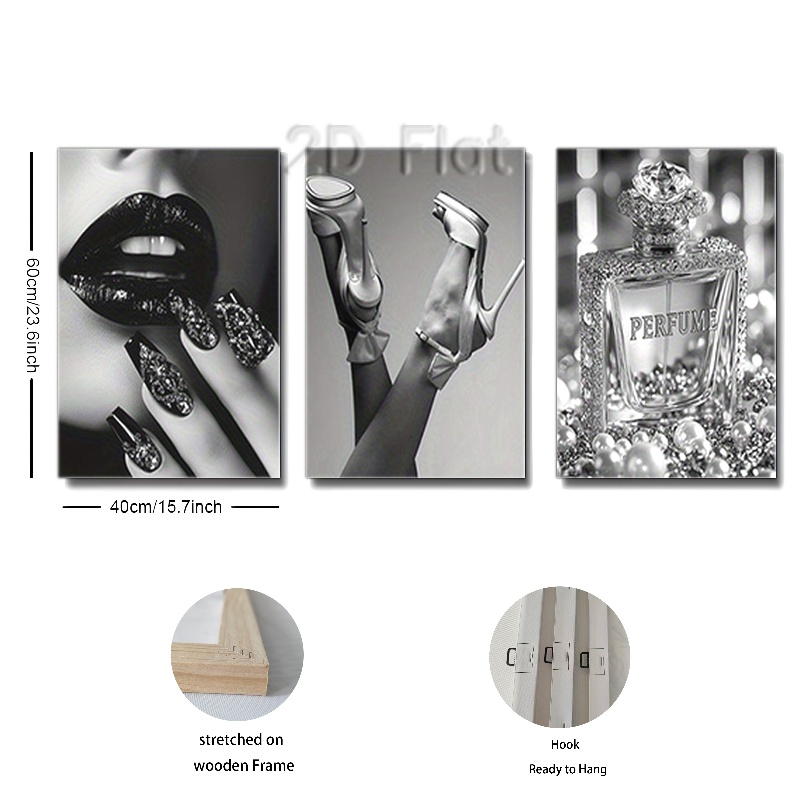 2D Flat
60cm/23.6inch
PERFUME
40cm/15.7inch
stretched on
wooden Frame
Hook
Ready to Hang